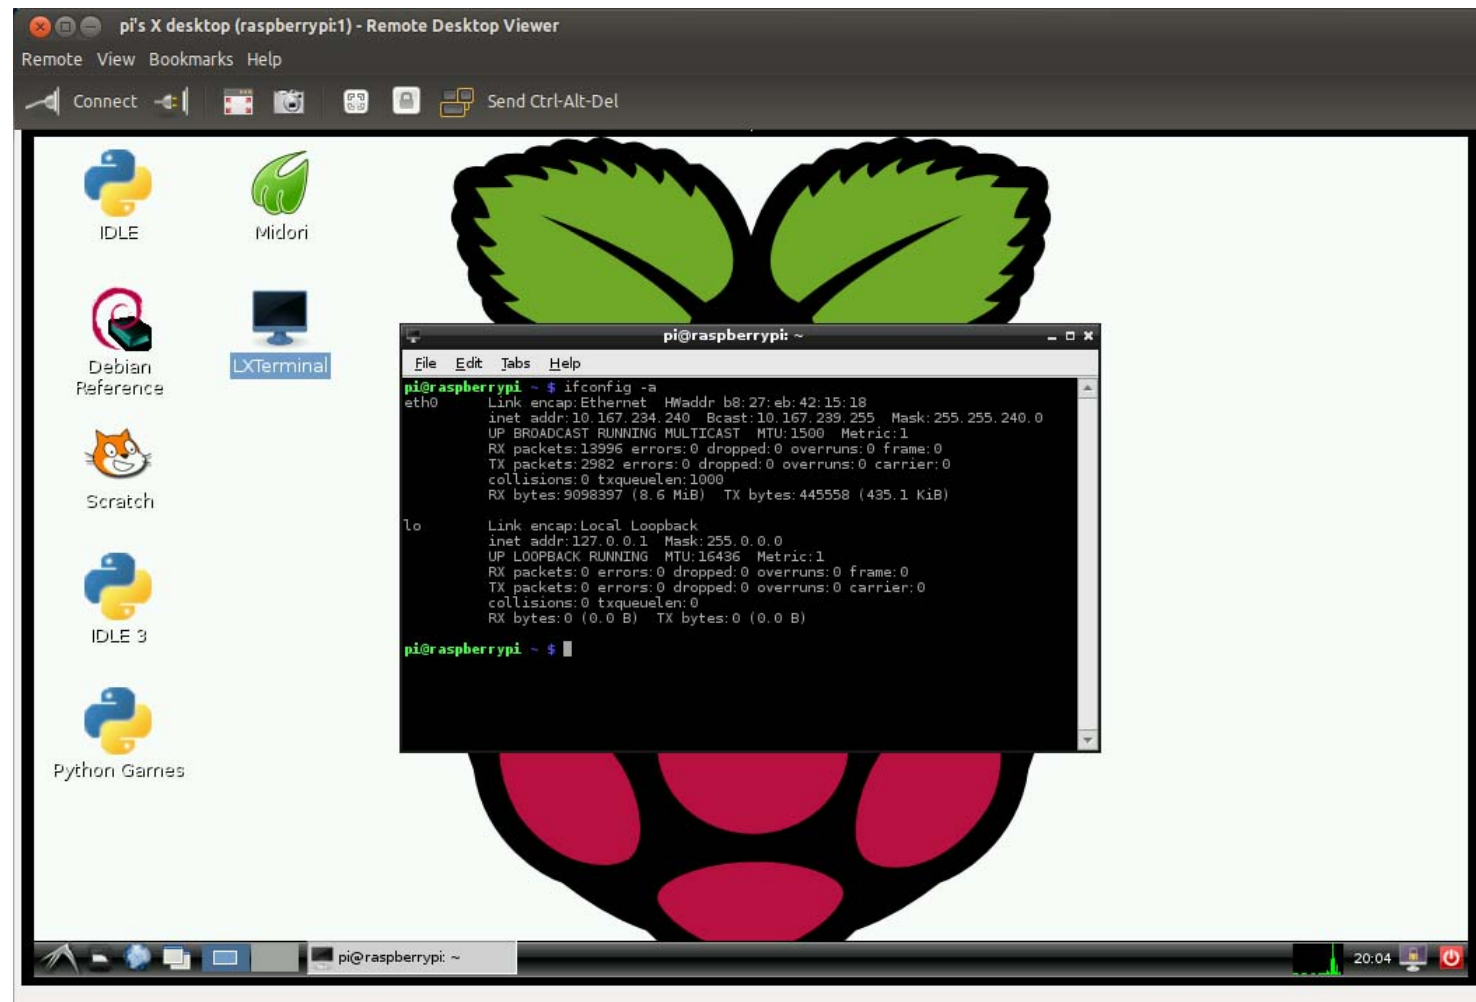 pi's X desktop (raspberrypi:1) - Remote Desktop Viewer
Remote View Bookmarks Help
Connect Send Ctrl-Alt-Del
IDLE
Midori
Debian
Reference
LXTerminal
Scratch
IDLE 3
Python Games
pi@raspberrypi: ~
File Edit Tabs Help
pi@raspberrypi ~ $ ifconfig -a
eth0 Link encap:Ethernet HWaddr b8:27:eb:42:15:18
inet addr:10.167.234.240 Bcast:10.167.239.255 Mask:255.255.240.0
UP BROADCAST RUNNING MULTICAST MTU:1500 Metric:1
RX packets:13996 errors:0 dropped:0 overruns:0 frame:0
TX packets:2982 errors:0 dropped:0 overruns:0 carrier:0
collisions:0 txqueuelen:1000
RX bytes:9098397 (8.6 MiB) TX bytes:445558 (435.1 KiB)
lo Link encap:Local Loopback
inet addr:127.0.0.1 Mask:255.0.0.0
UP LOOPBACK RUNNING MTU:16436 Metric:1
RX packets:0 errors:0 dropped:0 overruns:0 frame:0
TX packets:0 errors:0 dropped:0 overruns:0 carrier:0
collisions:0 txqueuelen:0
RX bytes:0 (0.0 B) TX bytes:0 (0.0 B)
pi@raspberrypi ~ $
pi@raspberrypi: ~
20:04